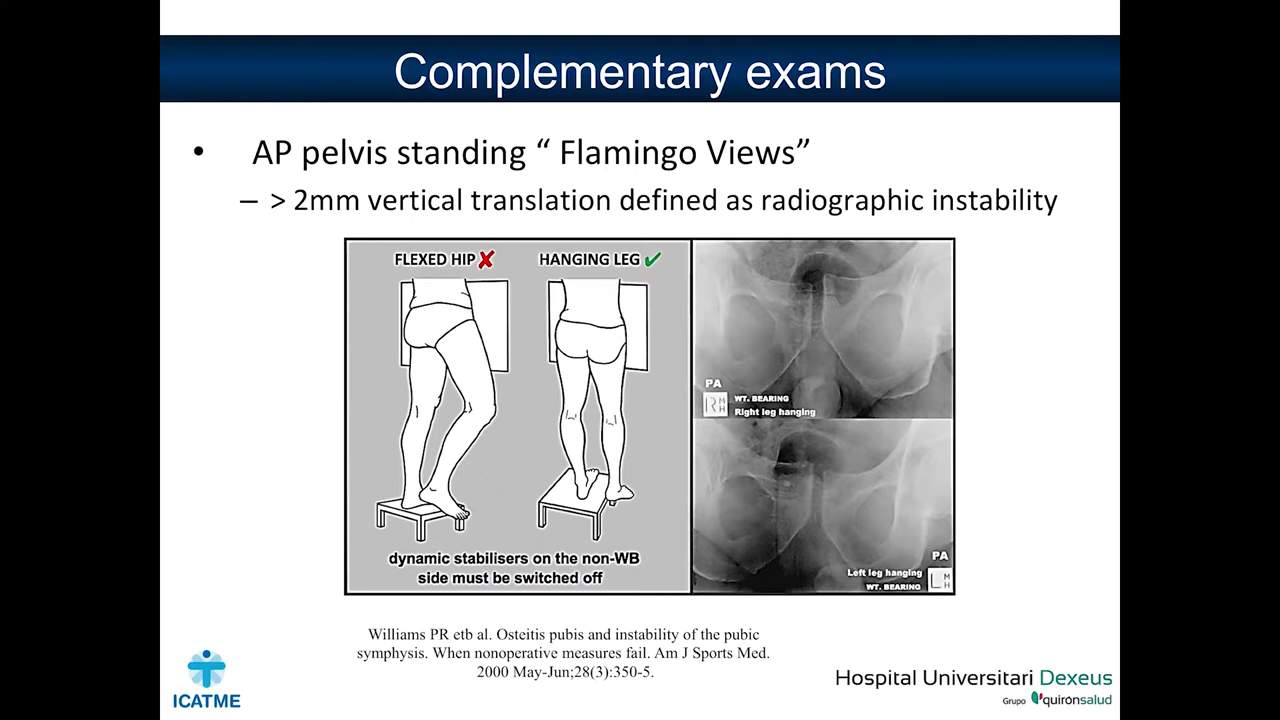 Complementary exams
• AP pelvis standing “ Flamingo Views”
– > 2mm vertical translation defined as radiographic instability
FLEXED HIP ✘ HANGING LEG ✔
dynamic stabilisers on the non-WB
side must be switched off
PA
R M H WT. BEARING
Right leg hanging
PA
Left leg hanging
WT. BEARING L M H
Williams PR etb al. Osteitis pubis and instability of the pubic
symphysis. When nonoperative measures fail. Am J Sports Med.
2000 May-Jun;28(3):350-5.
ICATME
Hospital Universitari Dexeus
Grupo quirónsalud